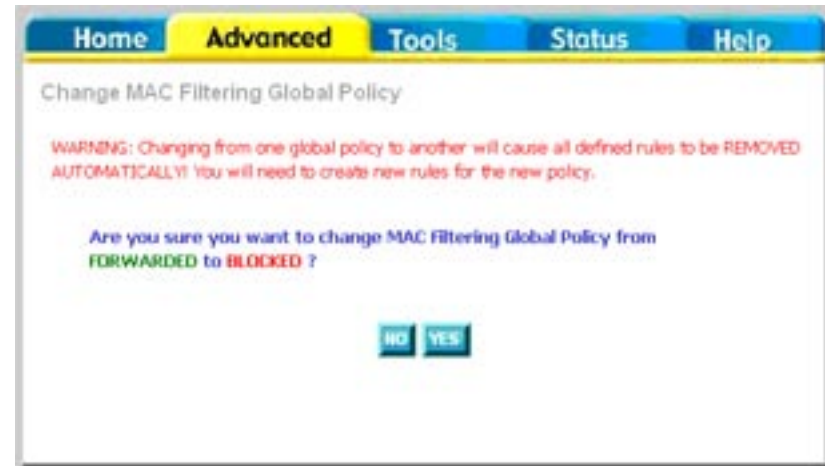 Home Advanced Tools Status Help
Change MAC Filtering Global Policy
WARNING: Changing from one global policy to another will cause all defined rules to be REMOVED
AUTOMATICALLY! You will need to create new rules for the new policy.
Are you sure you want to change MAC Filtering Global Policy from
FORWARDED to BLOCKED ?
NO YES